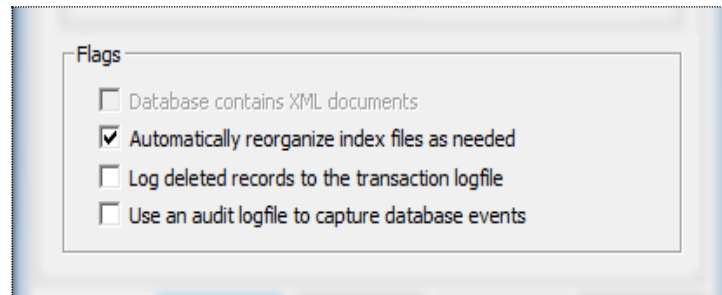 Flags
Database contains XML documents
Automatically reorganize index files as needed
Log deleted records to the transaction logfile
Use an audit logfile to capture database events